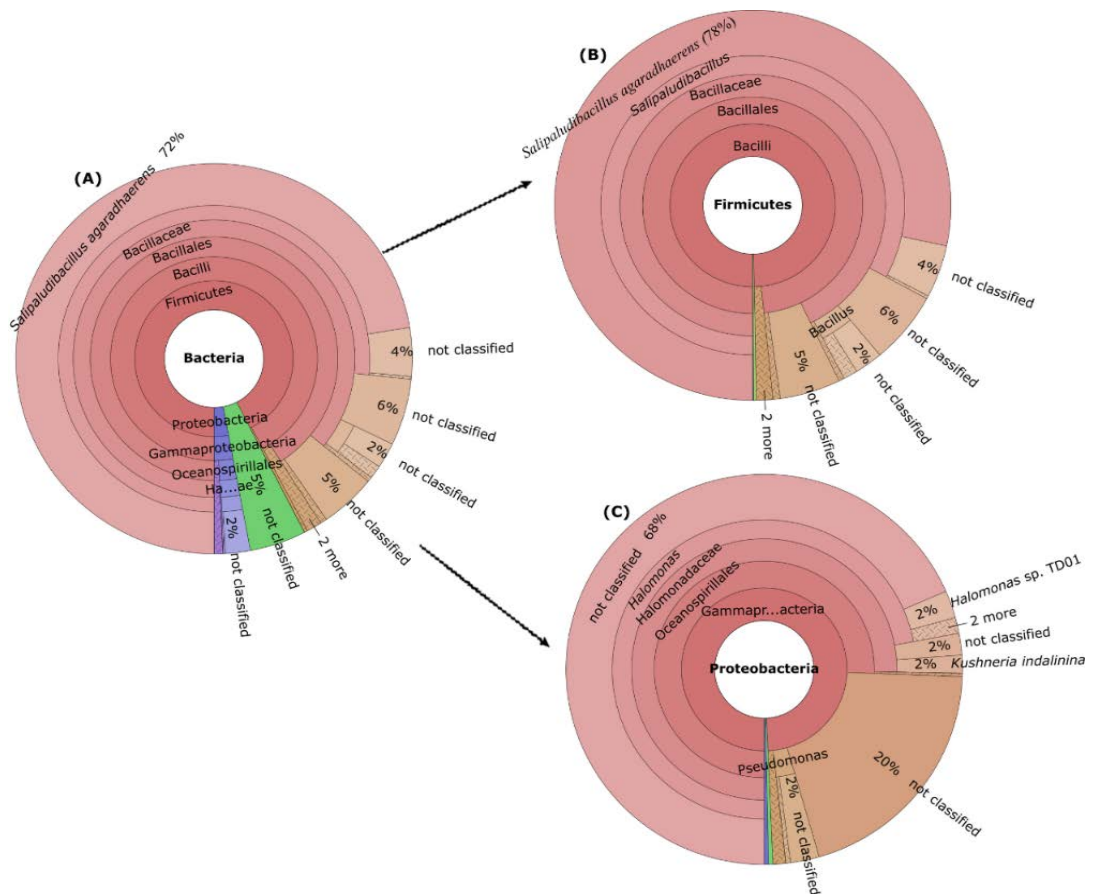 (A)
Salipaludibacillus agaradhaerens 72%
Bacillaceae
Bacillales
Bacilli
Firmicutes
Bacteria
4% not classified
6% not classified
2% not classified
5% not classified
2 more
5% not classified
2% not classified
Proteobacteria
Gammaproteobacteria
Oceanospirillales
Ha...ae
(B)
Salipaludibacillus agaradhaerens (78%)
Salipaludibacillus
Bacillaceae
Bacillales
Bacilli
Firmicutes
4% not classified
6% not classified
Bacillus
2% not classified
5% not classified
2 more
(C)
not classified 68%
Halomonas
Halomonadaceae
Oceanospirillales
Gammapr...acteria
Proteobacteria
2% Halomonas sp. TD01
2 more
2% not classified
2% Kushneria indalinina
20% not classified
Pseudomonas
2% not classified